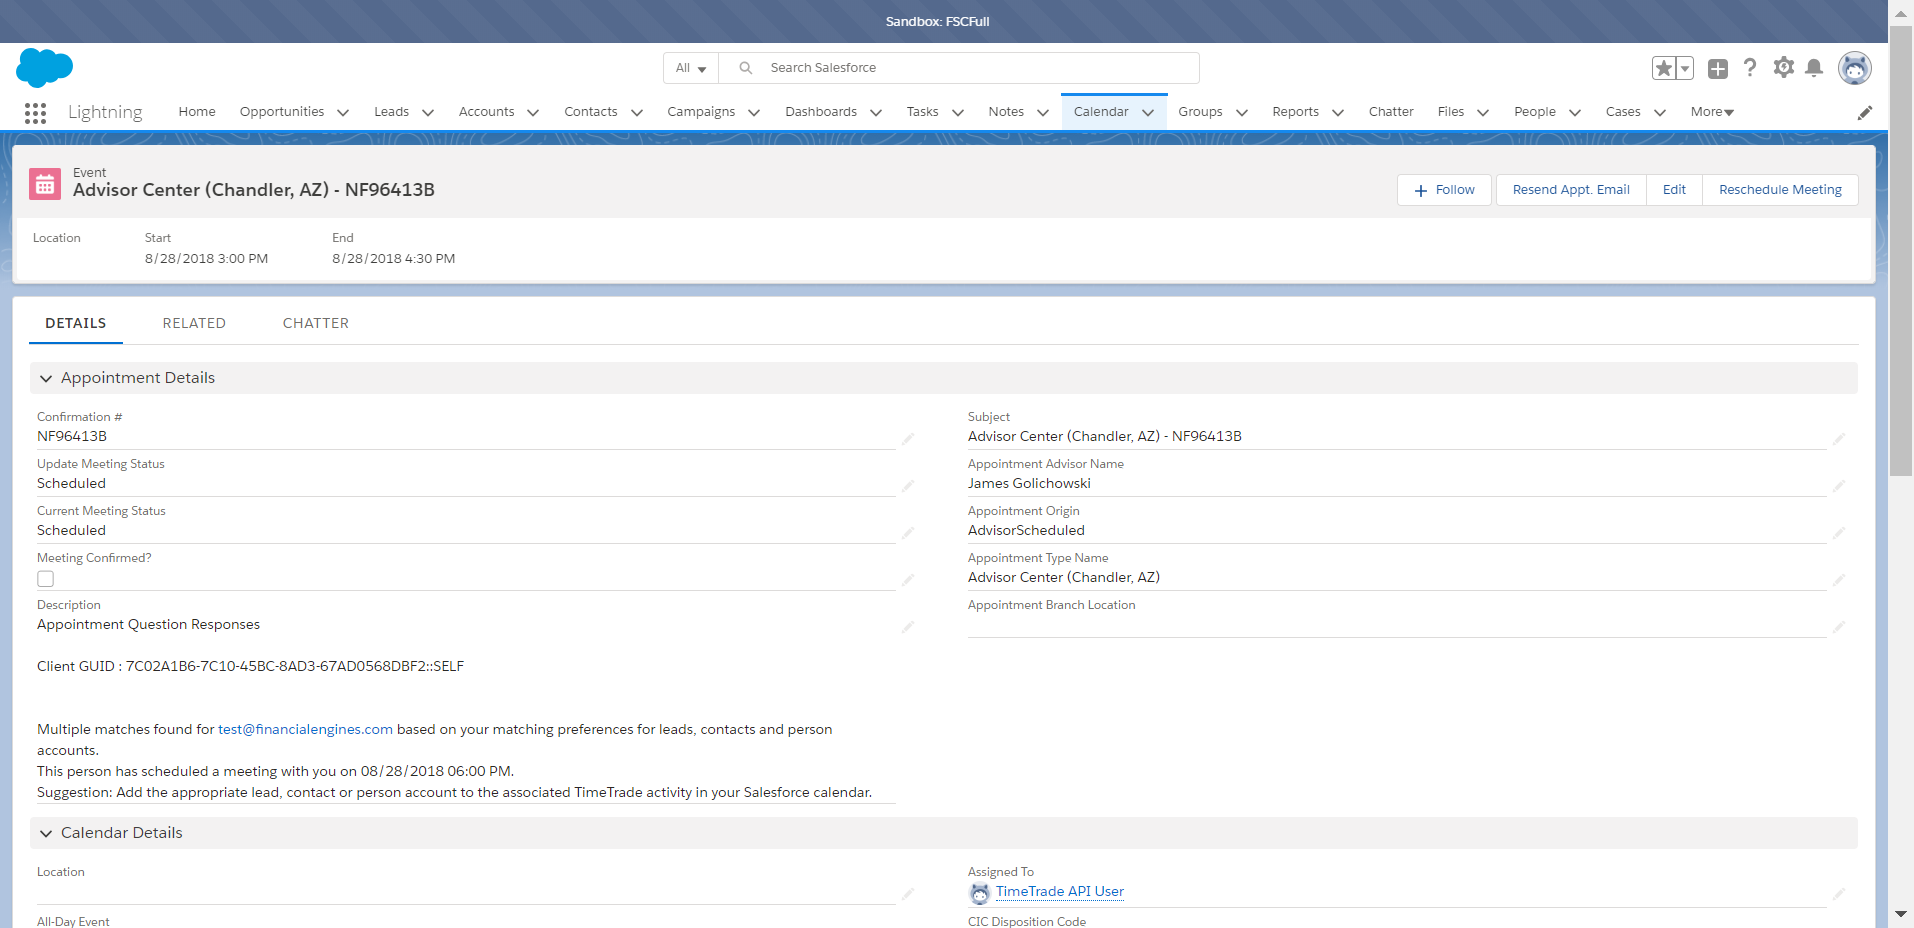 Sandbox: FSCFull
All
Search Salesforce
Lightning
Home
Opportunities
Leads
Accounts
Contacts
Campaigns
Dashboards
Tasks
Notes
Calendar
Groups
Reports
Chatter
Files
People
Cases
More
Event
Advisor Center (Chandler, AZ) - NF96413B
Follow
Resend Appt. Email
Edit
Reschedule Meeting
Location
Start
End
8/28/2018 3:00 PM
8/28/2018 4:30 PM
DETAILS
RELATED
CHATTER
Appointment Details
Confirmation #
NF96413B
Subject
Advisor Center (Chandler, AZ) - NF96413B
Update Meeting Status
Scheduled
Appointment Advisor Name
James Golichowski
Current Meeting Status
Scheduled
Appointment Origin
AdvisorScheduled
Meeting Confirmed?
Appointment Type Name
Advisor Center (Chandler, AZ)
Description
Appointment Question Responses
Appointment Branch Location
Client GUID : 7C02A1B6-7C10-45BC-8AD3-67AD0568DBF2::SELF
Multiple matches found for test@financialengines.com based on your matching preferences for leads, contacts and person
accounts.
This person has scheduled a meeting with you on 08/28/2018 06:00 PM.
Suggestion: Add the appropriate lead, contact or person account to the associated TimeTrade activity in your Salesforce calendar.
Calendar Details
Location
Assigned To
TimeTrade API User
All-Day Event
CIC Disposition Code